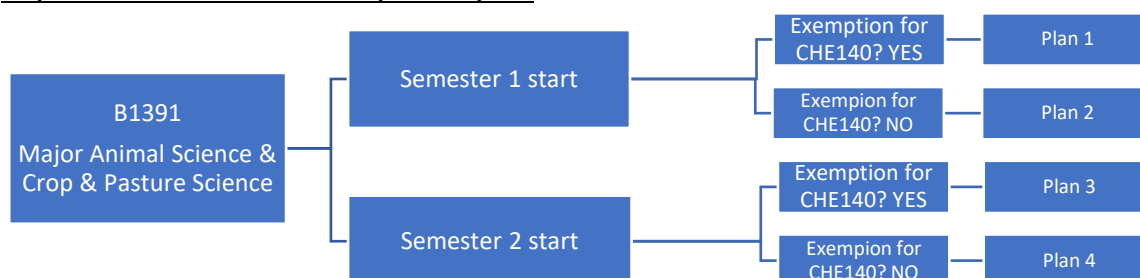 B1391
Major Animal Science &
Crop & Pasture Science
Semester 1 start
Exemption for
CHE140? YES
Plan 1
Exempion for
CHE140? NO
Plan 2
Semester 2 start
Exemption for
CHE140? YES
Plan 3
Exempion for
CHE140? NO
Plan 4